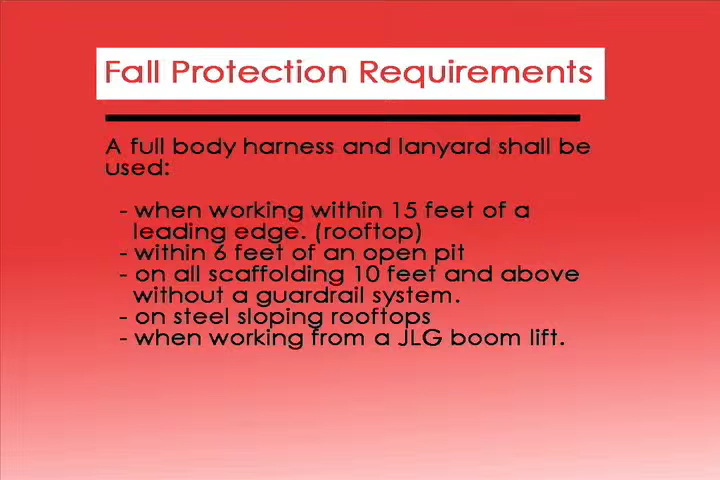 Fall Protection Requirements
A full body harness and lanyard shall be
used:
- when working within 15 feet of a
leading edge. (rooftop)
- within 6 feet of an open pit
- on all scaffolding 10 feet and above
without a guardrail system.
- on steel sloping rooftops
- when working from a JLG boom lift.